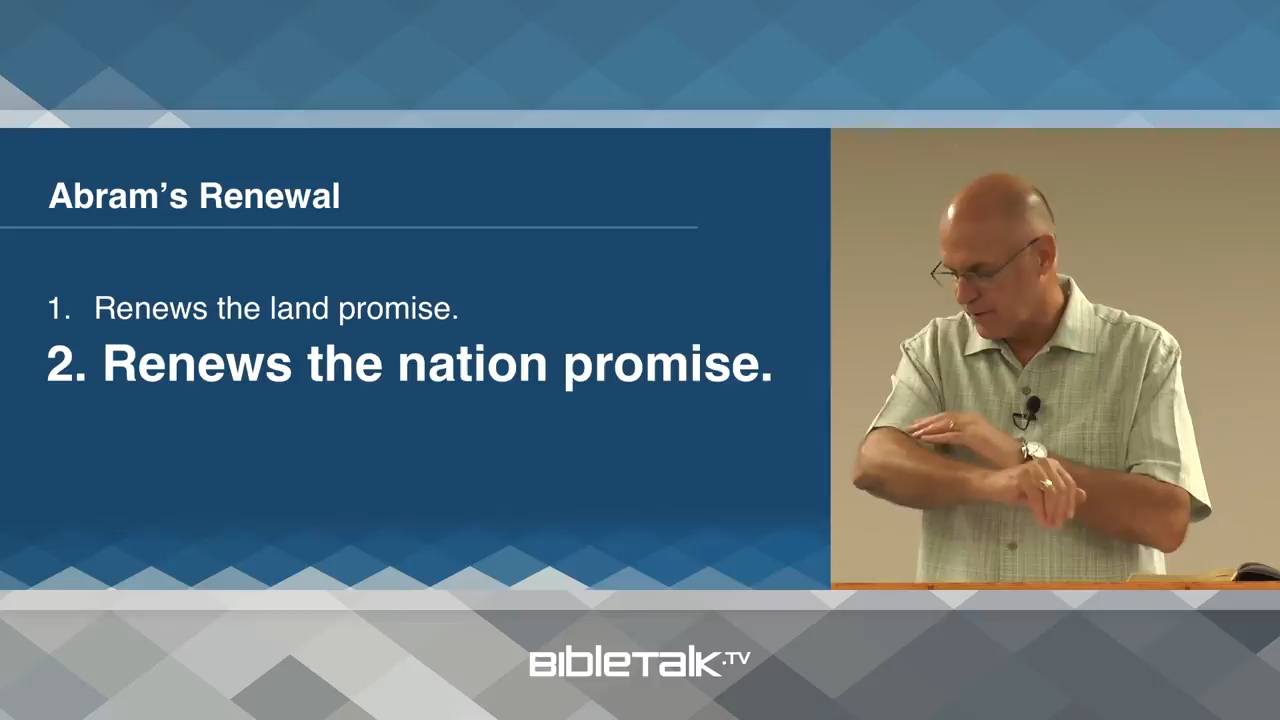 Abram’s Renewal
1. Renews the land promise.
2. Renews the nation promise.
BIBLETALK.TV